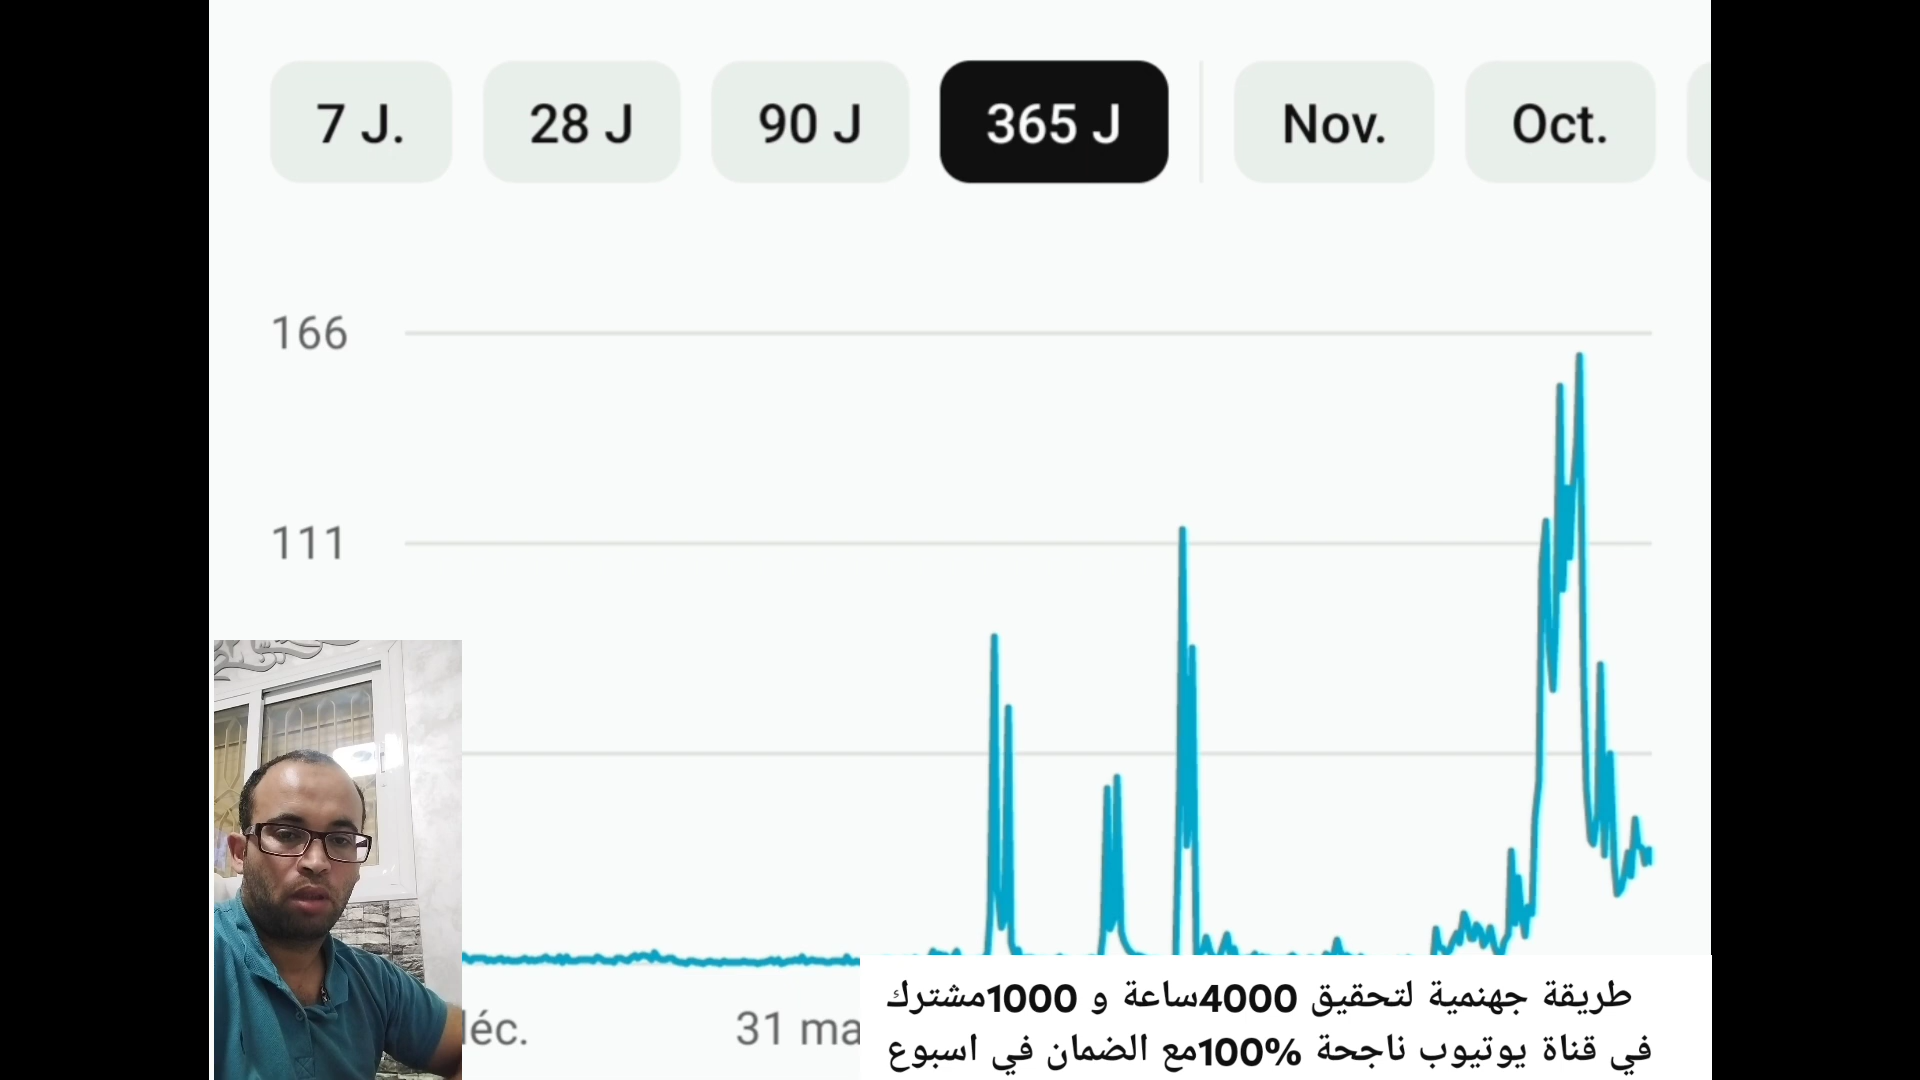 7 J.
28 J
90 J
365 J
Nov.
Oct.
166
111
31
طريقة جهنمية لتحقيق 4000ساعة و 1000مشترك
في قناة يوتيوب ناجحة 100%مع الضمان في اسبوع